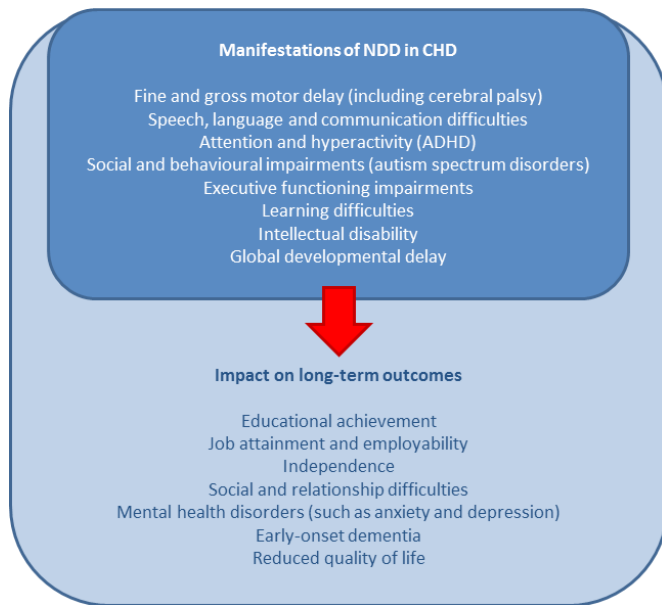 Manifestations of NDD in CHD
Fine and gross motor delay (including cerebral palsy)
Speech, language and communication difficulties
Attention and hyperactivity (ADHD)
Social and behavioural impairments (autism spectrum disorders)
Executive functioning impairments
Learning difficulties
Intellectual disability
Global developmental delay
Impact on long-term outcomes
Educational achievement
Job attainment and employability
Independence
Social and relationship difficulties
Mental health disorders (such as anxiety and depression)
Early-onset dementia
Reduced quality of life